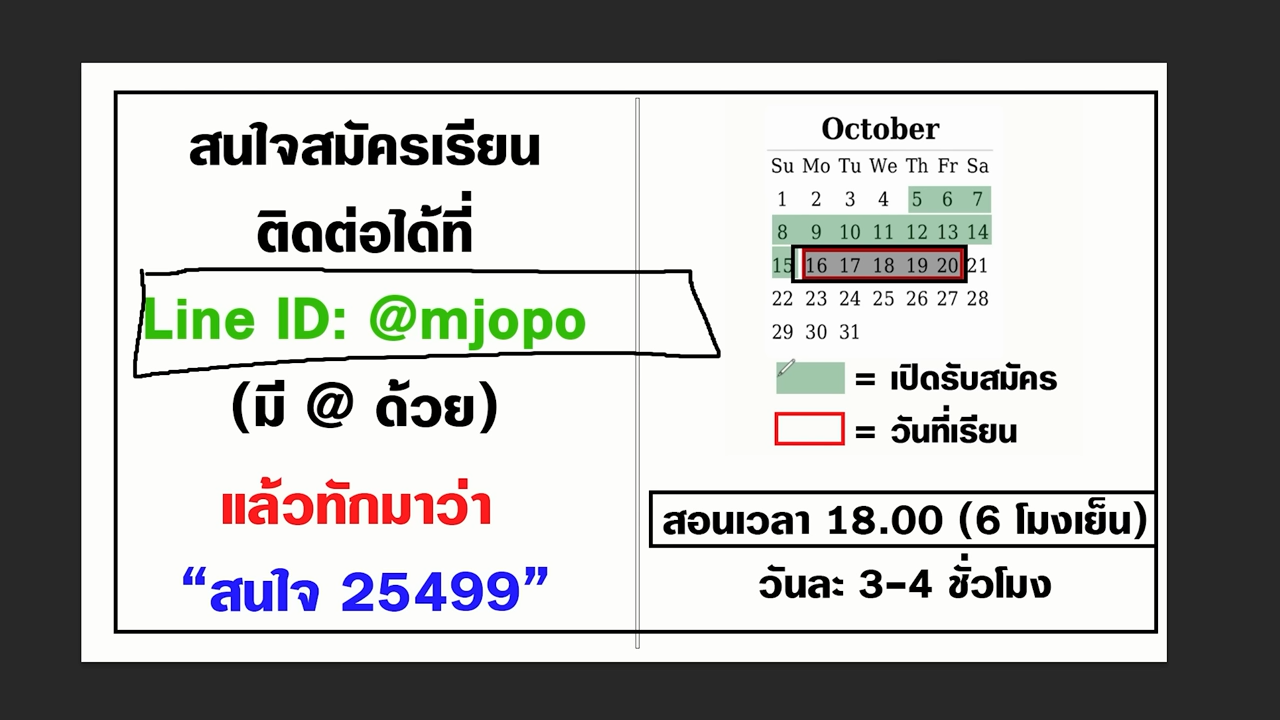 สนใจสมัครเรียน
ติดต่อได้ที่
Line ID: @mjopo
(มี @ ด้วย)
แล้วทักมาว่า
“สนใจ 25499”
October
Su Mo Tu We Th Fr Sa
1 2 3 4 5 6 7
8 9 10 11 12 13 14
15 16 17 18 19 20 21
22 23 24 25 26 27 28
29 30 31
= เปิดรับสมัคร
= วันที่เรียน
สอนเวลา 18.00 (6 โมงเย็น)
วันละ 3-4 ชั่วโมง